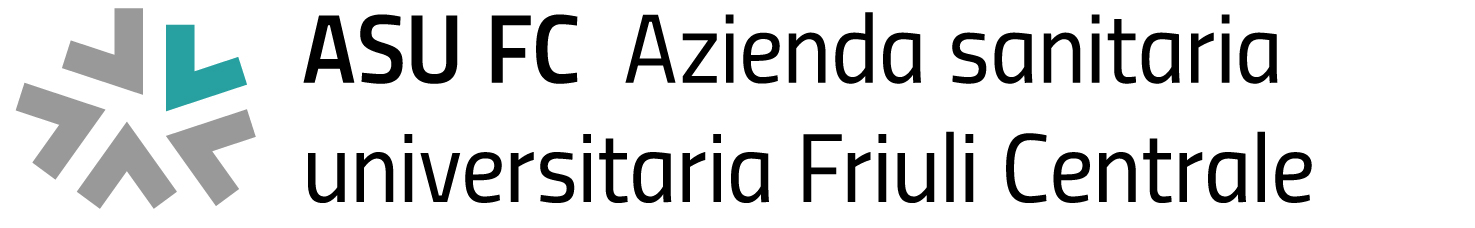 ASU FC Azienda sanitaria
universitaria Friuli Centrale